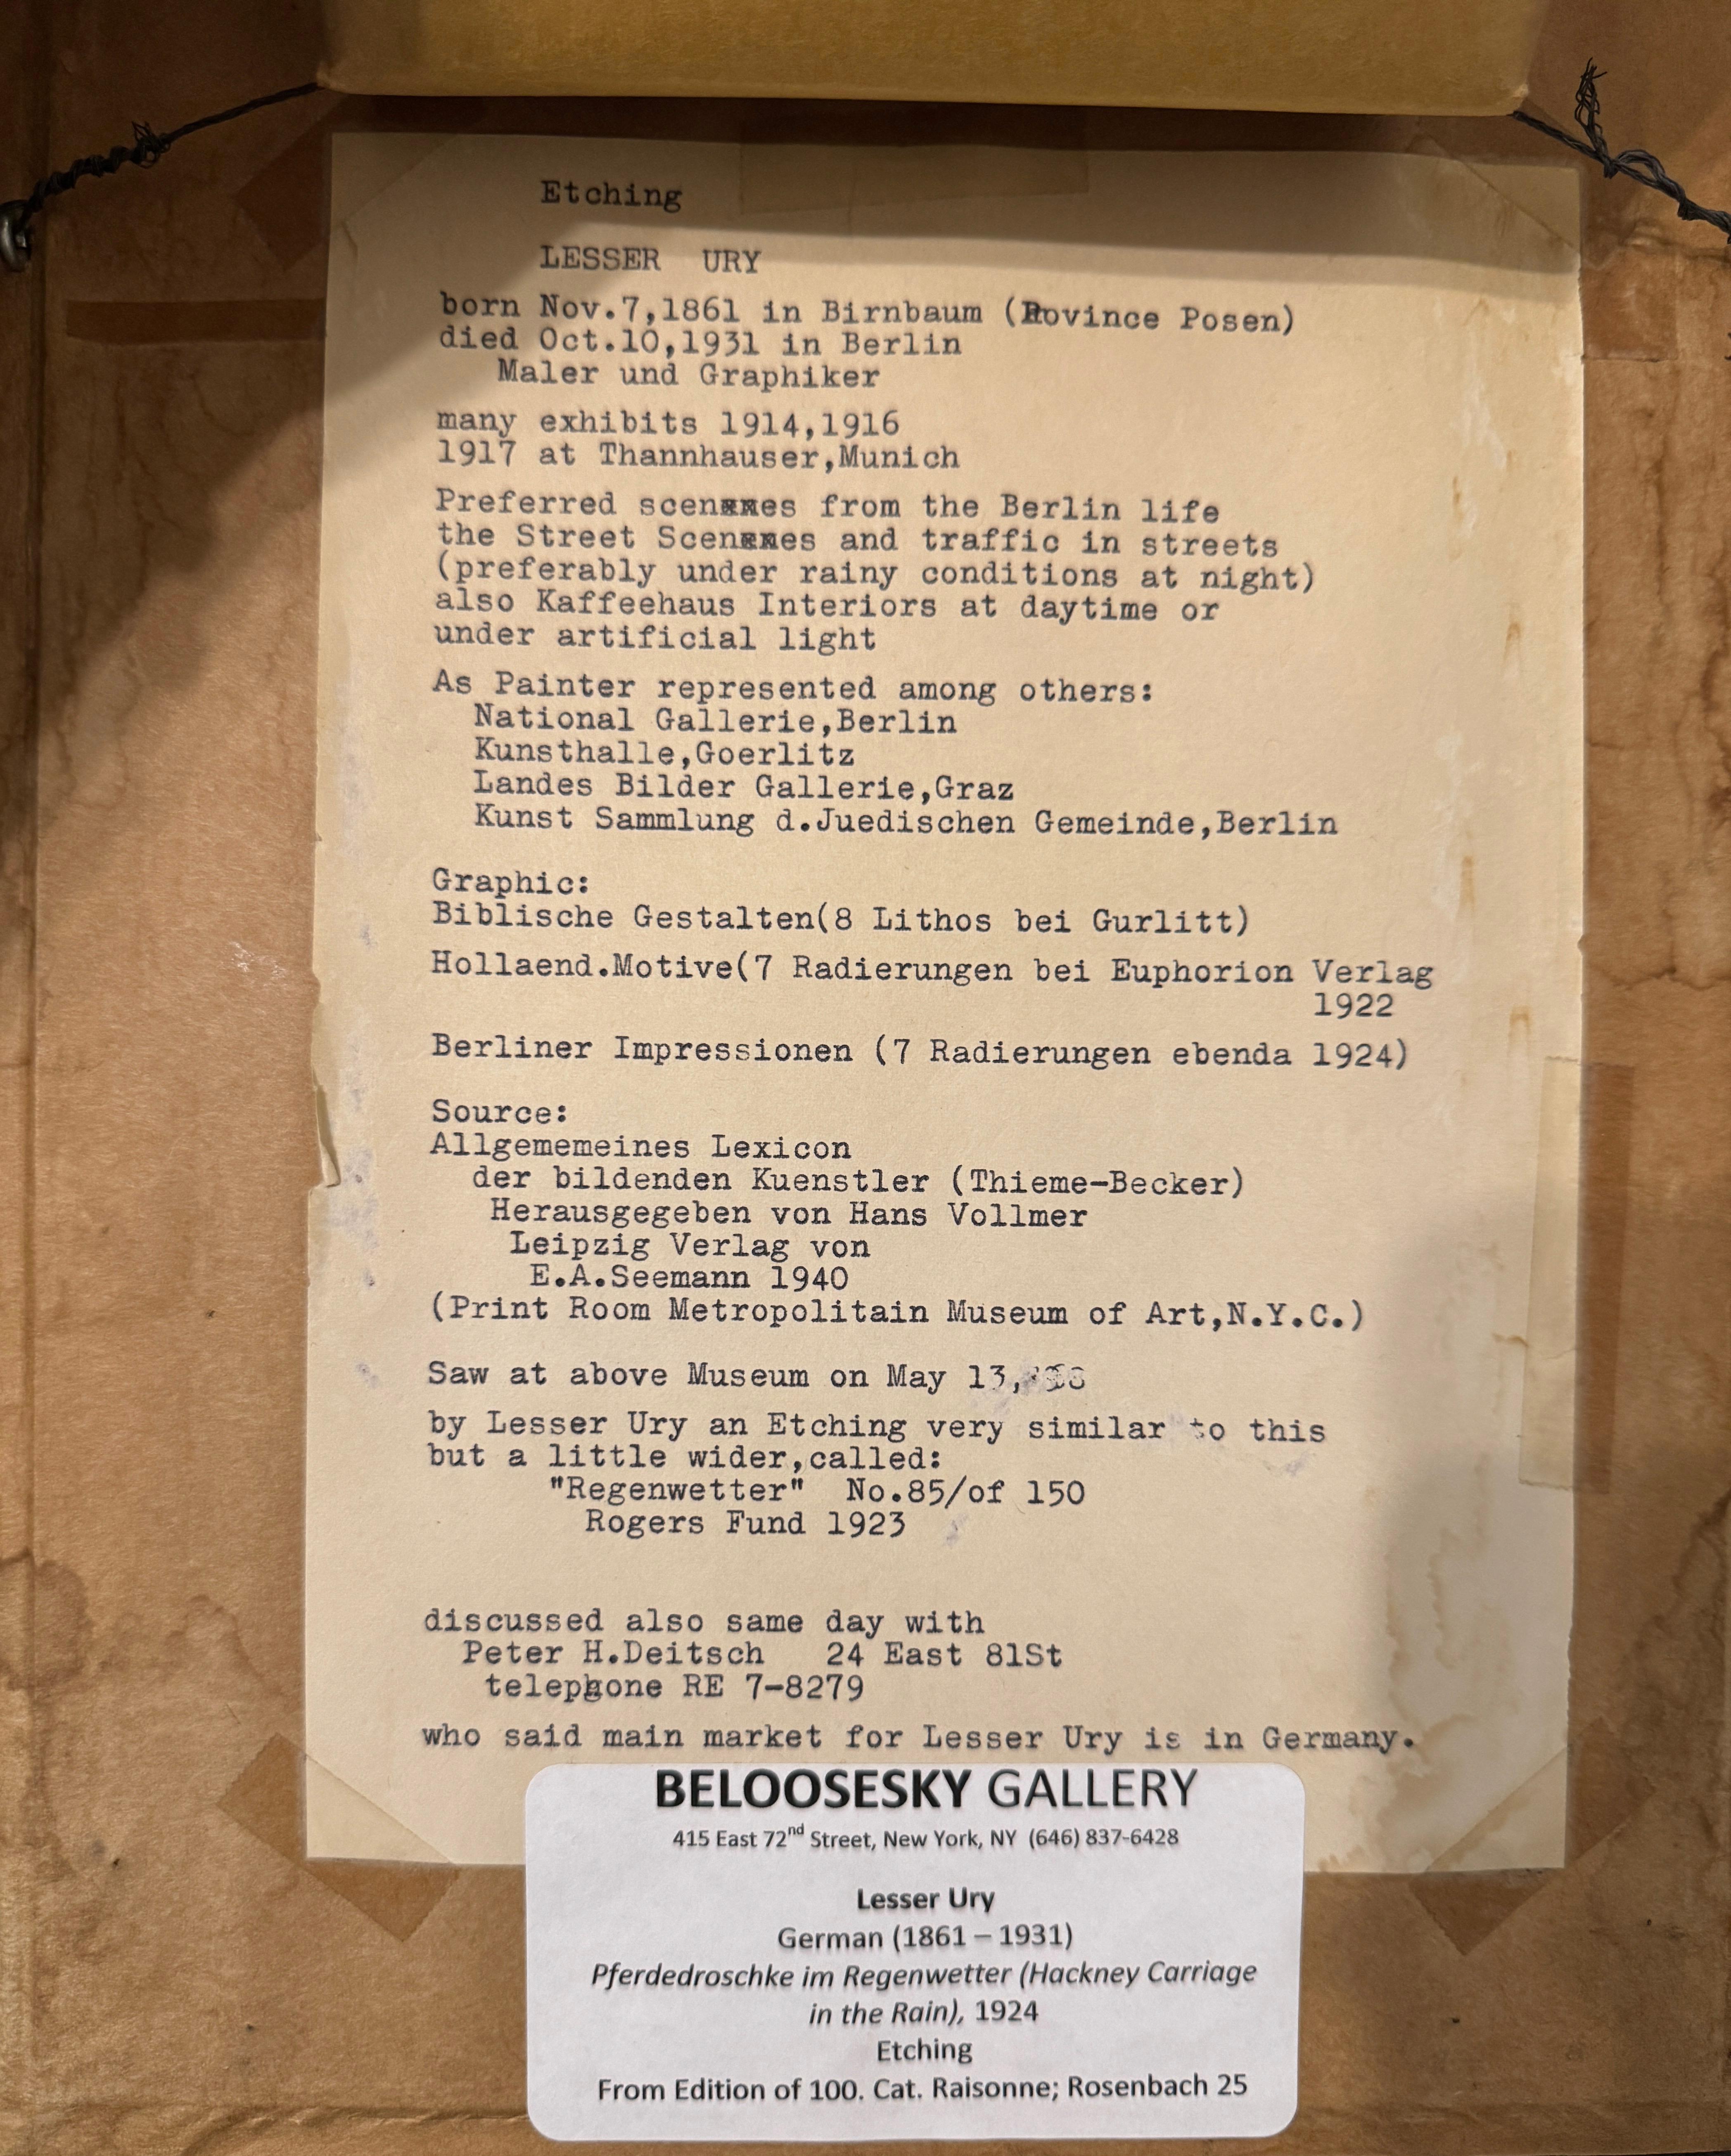 Etching
LESSER URY
born Nov.7,1861 in Birnbaum (Province Posen)
died Oct.10,1931 in Berlin
Maler und Graphiker
many exhibits 1914,1916
1917 at Thannhauser,Munich
Preferred scenxxes from the Berlin life
the Street Scenxxes and traffic in streets
(preferably under rainy conditions at night)
also Kaffeehaus Interiors at daytime or
under artificial light
As Painter represented among others:
National Gallerie,Berlin
Kunsthalle,Goerlitz
Landes Bilder Gallerie,Graz
Kunst Sammlung d.Juedischen Gemeinde,Berlin
Graphic:
Biblische Gestalten(8 Lithos bei Gurlitt)
Hollaend.Motive(7 Radierungen bei Euphorion Verlag
1922
Berliner Impressionen (7 Radierungen ebenda 1924)
Source:
Allgememeines Lexicon
der bildenden Kuenstler (Thieme-Becker)
Herausgegeben von Hans Vollmer
Leipzig Verlag von
E.A.Seemann 1940
(Print Room Metropolitain Museum of Art,N.Y.C.)
Saw at above Museum on May 13,
by Lesser Ury an Etching very similar to this
but a little wider,called:
"Regenwetter" No.85/of 150
Rogers Fund 1923
discussed also same day with
Peter H.Deitsch 24 East 81St
telephone RE 7-8279
who said main market for Lesser Ury is in Germany.
BELOOSESKY GALLERY
415 East 72nd Street, New York, NY (646) 837-6428
Lesser Ury
German (1861 – 1931)
Pferdedroschke im Regenwetter (Hackney Carriage
in the Rain), 1924
Etching
From Edition of 100. Cat. Raisonne; Rosenbach 25